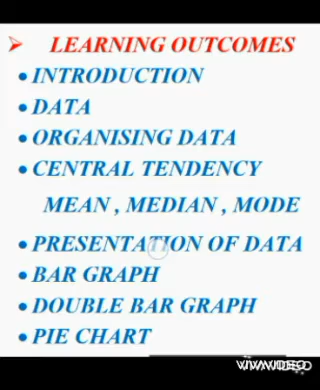 ➤ LEARNING OUTCOMES
• INTRODUCTION
• DATA
• ORGANISING DATA
• CENTRAL TENDENCY
MEAN , MEDIAN , MODE
• PRESENTATION OF DATA
• BAR GRAPH
• DOUBLE BAR GRAPH
• PIE CHART
VIVAVIDEO